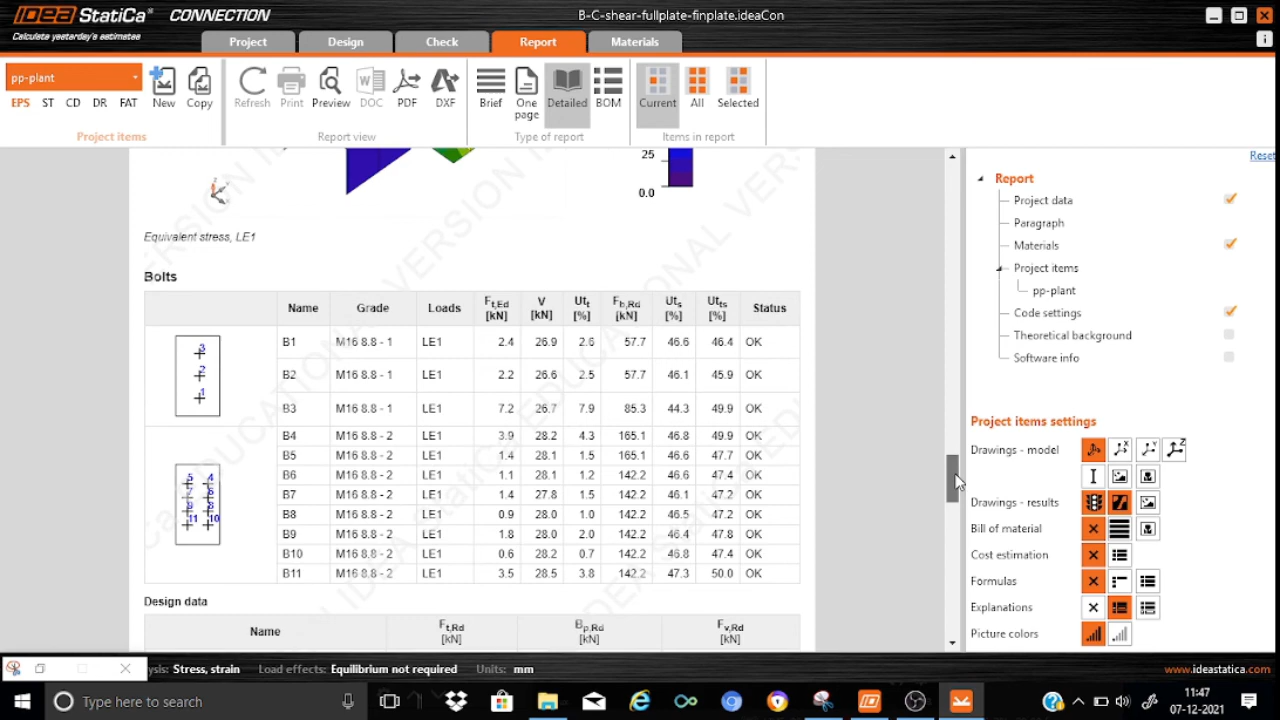 IDEA StatiCa® CONNECTION
Calculate yesterday's estimates
B-C-shear-fullplate-finplate.ideaCon
Project Design Check Report Materials
pp-plant
EPS ST CD DR FAT New Copy
Refresh Print Preview DOC PDF DXF
Brief One page Detailed BOM
Current All Selected
Project items Report view Type of report Items in report
25
0.0
Equivalent stress, LE1
Bolts
Name Grade Loads Ft,Ed [kN] V [kN] Utt [%] Fb,Rd [kN] Uts [%] Utts [%] Status
3
2
1
B1 M16 8.8 - 1 LE1 2.4 26.9 2.6 57.7 46.6 46.4 OK
B2 M16 8.8 - 1 LE1 2.2 26.6 2.5 57.7 46.1 45.9 OK
B3 M16 8.8 - 1 LE1 7.2 26.7 7.9 85.3 44.3 49.9 OK
5 4
11 10
B4 M16 8.8 - 2 LE1 3.9 28.2 4.3 165.1 46.8 49.9 OK
B5 M16 8.8 - 2 LE1 1.4 28.1 1.5 165.1 46.6 47.7 OK
B6 M16 8.8 - 2 LE1 1.1 28.1 1.2 142.2 46.6 47.4 OK
B7 M16 8.8 - 2 LE1 1.4 27.8 1.5 142.2 46.1 47.2 OK
B8 M16 8.8 - 2 LE1 0.9 28.0 1.0 142.2 46.5 47.2 OK
B9 M16 8.8 - 2 LE1 1.8 28.0 2.0 142.2 46.4 47.8 OK
B10 M16 8.8 - 2 LE1 0.6 28.2 0.7 142.2 46.8 47.4 OK
B11 M16 8.8 - 2 LE1 3.5 28.5 3.8 142.2 47.3 50.0 OK
Design data
Name Ft,Rd [kN] Bp,Rd [kN] Fv,Rd [kN]
Reset
Report
Project data
Paragraph
Materials
Project items
pp-plant
Code settings
Theoretical background
Software info
Project items settings
Drawings - model
Drawings - results
Bill of material
Cost estimation
Formulas
Explanations
Picture colors
ysis: Stress, strain Load effects: Equilibrium not required Units: mm
www.ideastatica.com
Type here to search
11:47
07-12-2021